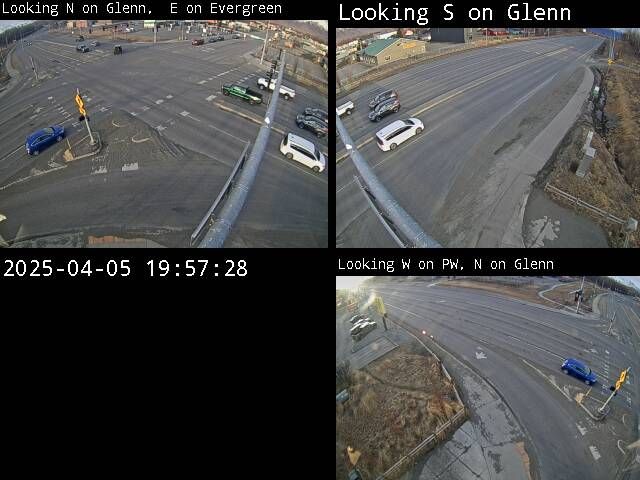 Looking N on Glenn,  E on Evergreen
Looking S on Glenn
2025-04-05 19:57:28
Looking W on PW, N on Glenn